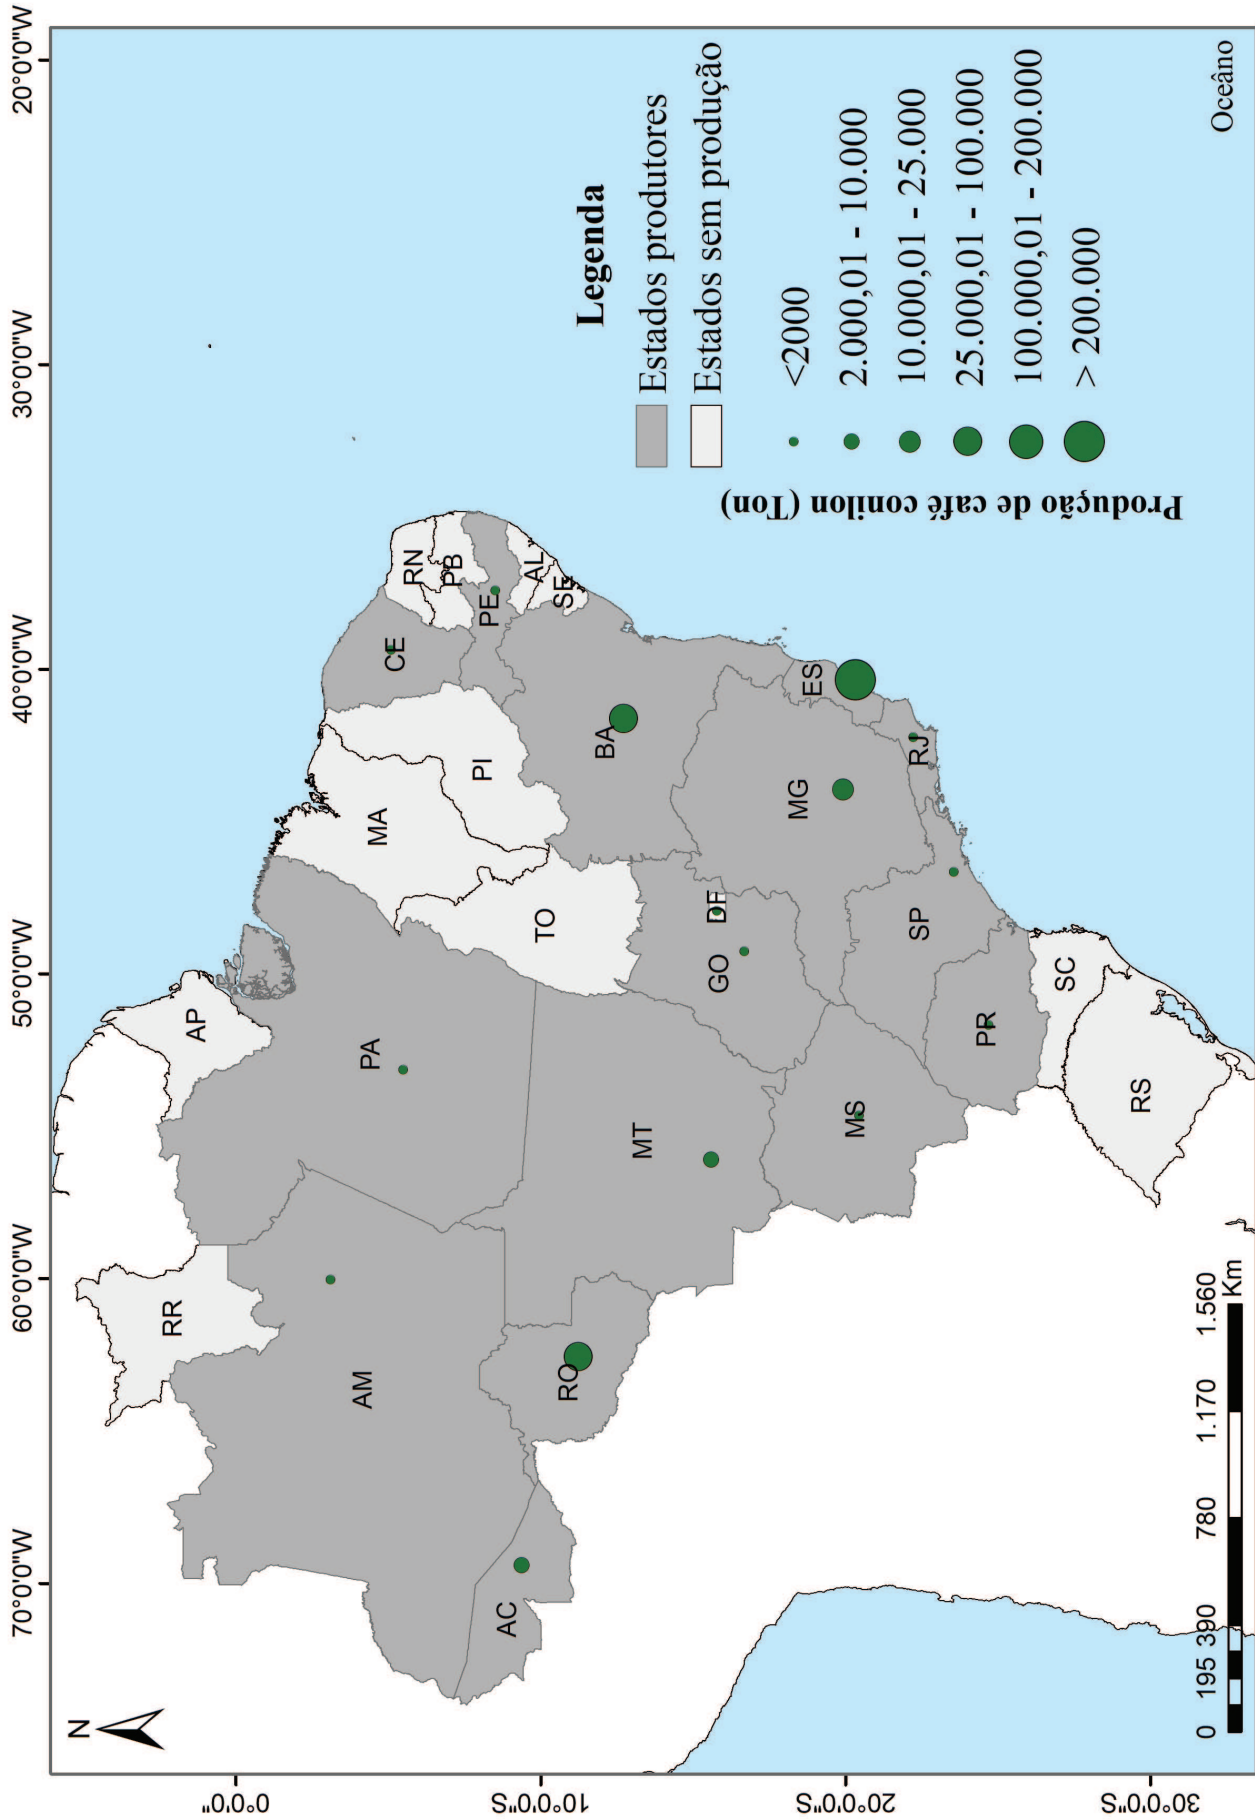 70°0'0"W
60°0'0"W
50°0'0"W
40°0'0"W
30°0'0"W
20°0'0"W
N
0°0'0"
10°0'0"S
20°0'0"S
30°0'0"S
RR
AP
AM
PA
MA
CE
RN
PB
PI
PE
AL
SE
AC
RO
TO
BA
MT
GO
DF
MG
ES
MS
SP
RJ
PR
SC
RS
Legenda
Estados produtores
Estados sem produção
Produção de café conilon (Ton)
<2000
2.000,01 - 10.000
10.000,01 - 25.000
25.000,01 - 100.000
100.000,01 - 200.000
> 200.000
0 195 390 780 1.170 1.560
Km
Oceâno